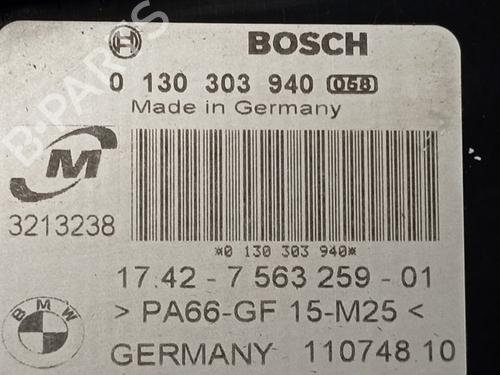 BOSCH
0 130 303 940 068
Made in Germany
M
3213238
*0 130 303 940*
17.42 - 7 563 259 - 01
> PA66-GF 15-M25 <
BMW
GERMANY 110748 10
B-PARTS